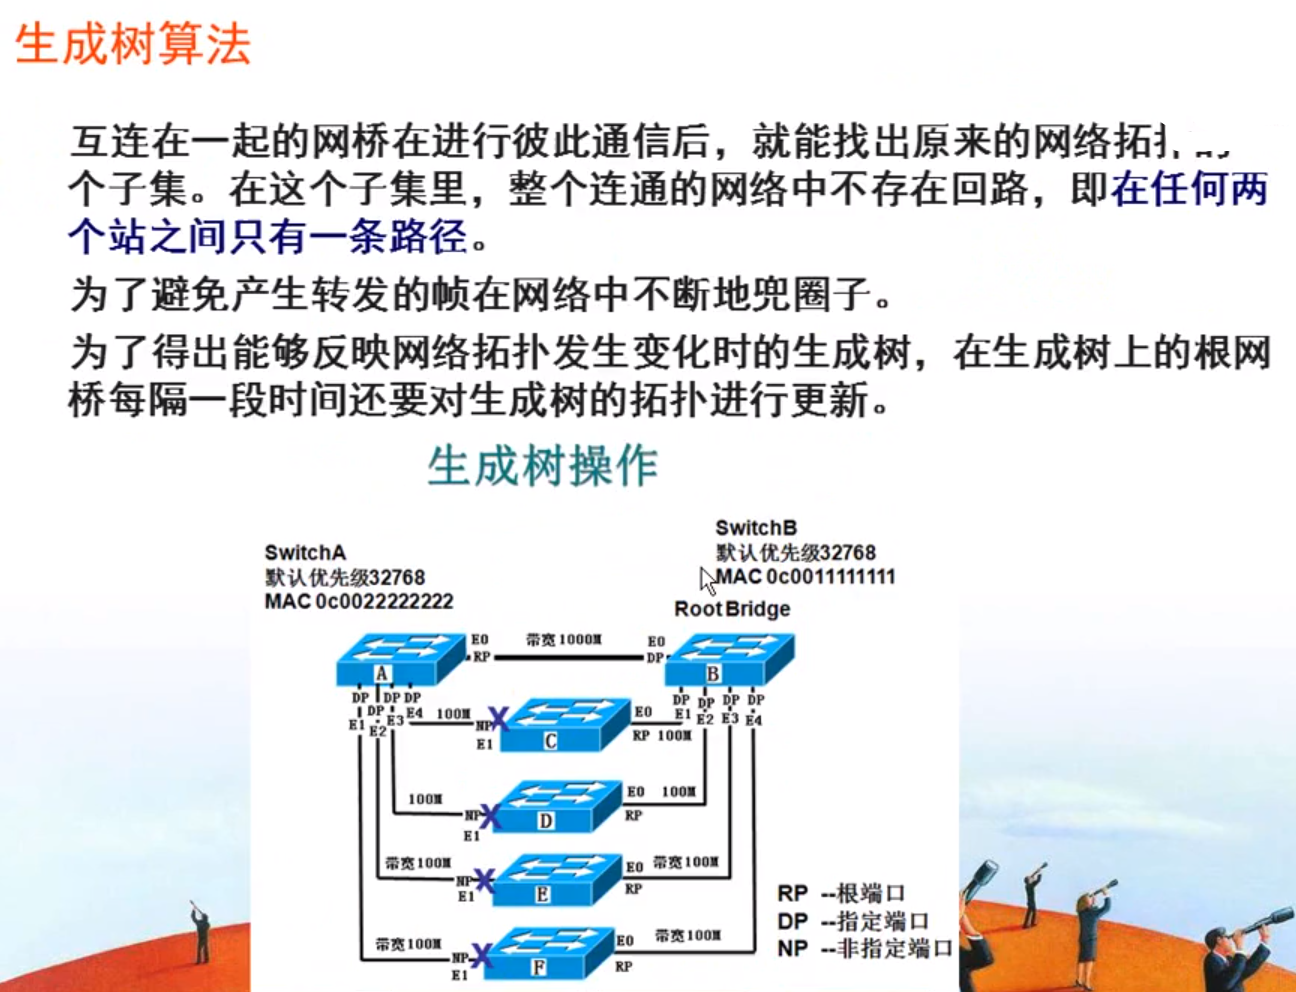 生成树算法
互连在一起的网桥在进行彼此通信后，就能找出原来的网络拓
个子集。在这个子集里，整个连通的网络中不存在回路，即在任何两
个站之间只有一条路径。
为了避免产生转发的帧在网络中不断地兜圈子。
为了得出能够反映网络拓扑发生变化时的生成树，在生成树上的根网
桥每隔一段时间还要对生成树的拓扑进行更新。
生成树操作
SwitchA
默认优先级32768
MAC 0c0022222222
SwitchB
默认优先级32768
MAC 0c0011111111
Root Bridge
E0 带宽1000M E0
RP DP
A B
DP DP DP DP
E1 E2 E3 E4
DP DP DP DP
E1 E2 E3 E4
100M NP E1 C E0 RP 100M
100M NP E1 D E0 RP 100M
带宽100M NP E1 E E0 RP 带宽100M
带宽100M NP E1 F E0 RP 带宽100M
RP --根端口
DP --指定端口
NP --非指定端口